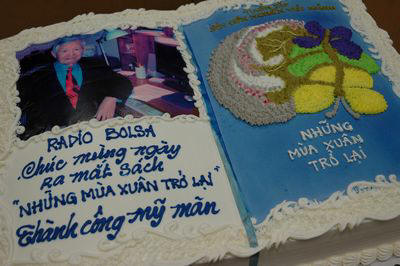 RADIO BOLSA
Chúc mừng ngày
ra mắt sách
"NHỮNG MÙA XUÂN TRỞ LẠI"
Thành công mỹ mãn
NHỮNG
MÙA XUÂN
TRỞ LẠI